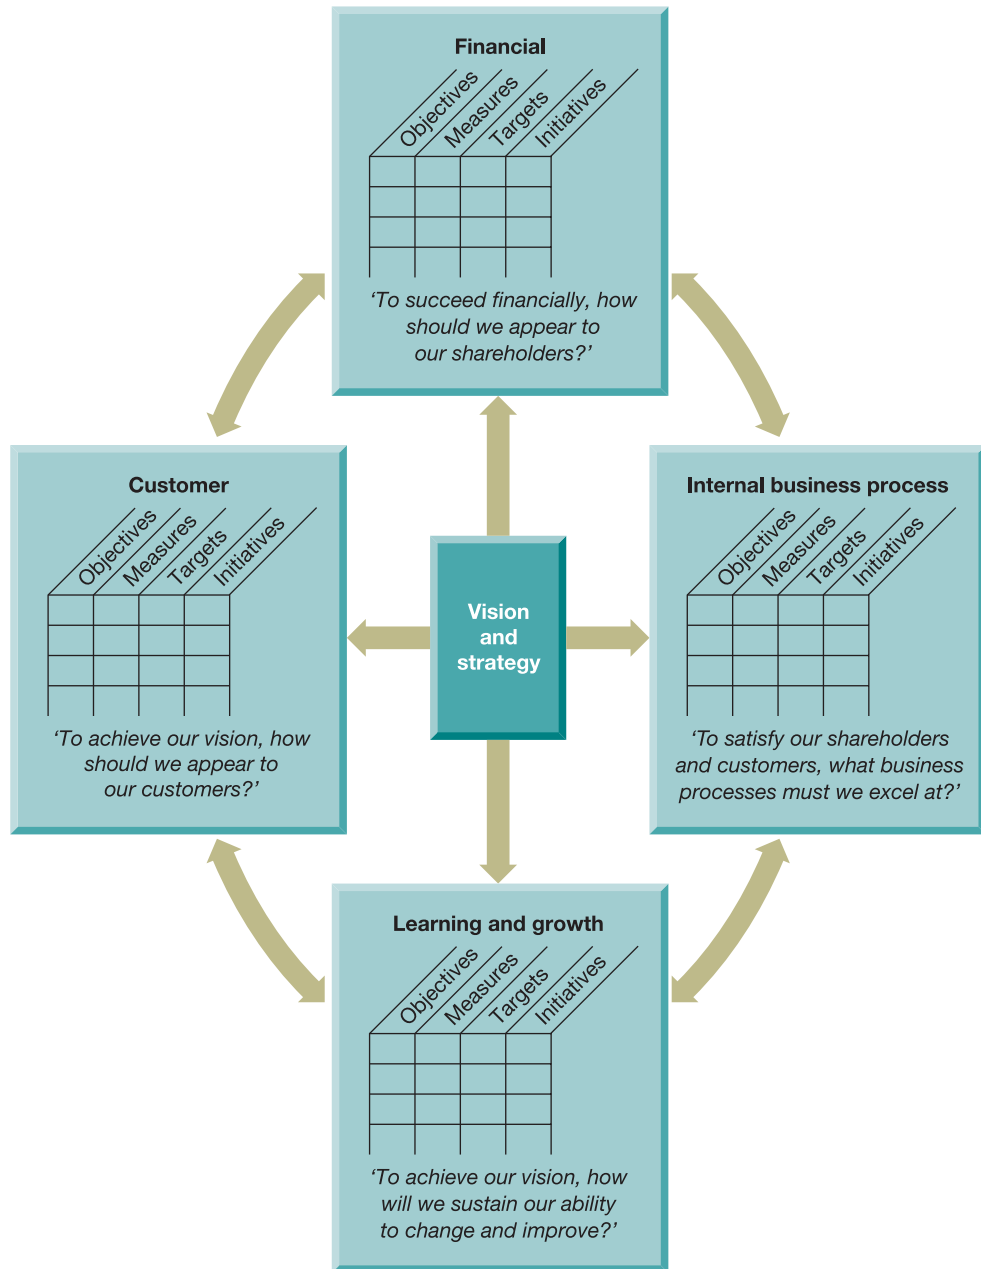 Financial
Objectives
Measures
Targets
Initiatives
‘To succeed financially, how
should we appear to
our shareholders?’
Customer
Objectives
Measures
Targets
Initiatives
‘To achieve our vision, how
should we appear to
our customers?’
Vision
and
strategy
Internal business process
Objectives
Measures
Targets
Initiatives
‘To satisfy our shareholders
and customers, what business
processes must we excel at?’
Learning and growth
Objectives
Measures
Targets
Initiatives
‘To achieve our vision, how
will we sustain our ability
to change and improve?’